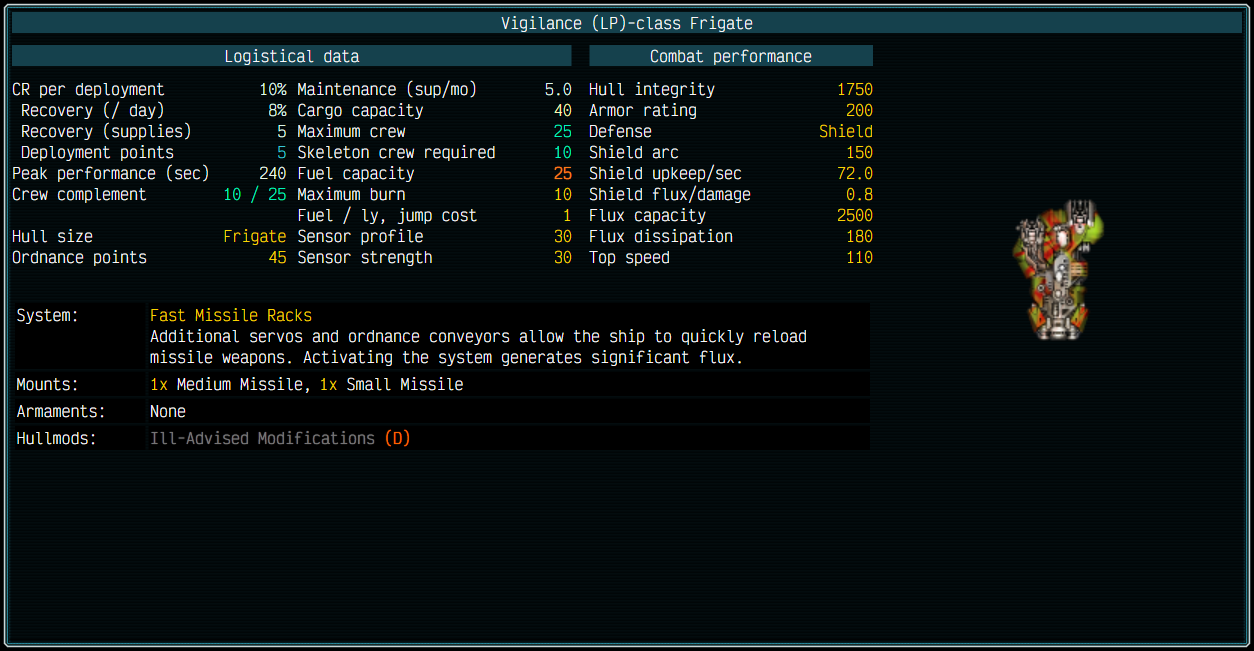 Vigilance (LP)-class Frigate
Logistical data
CR per deployment 10% Maintenance (sup/mo) 5.0
Recovery (/ day) 8% Cargo capacity 40
Recovery (supplies) 5 Maximum crew 25
Deployment points 5 Skeleton crew required 10
Peak performance (sec) 240 Fuel capacity 25
Crew complement 10 / 25 Maximum burn 10
Fuel / ly, jump cost 1
Hull size Frigate Sensor profile 30
Ordnance points 45 Sensor strength 30
Combat performance
Hull integrity 1750
Armor rating 200
Defense Shield
Shield arc 150
Shield upkeep/sec 72.0
Shield flux/damage 0.8
Flux capacity 2500
Flux dissipation 180
Top speed 110
System: Fast Missile Racks
Additional servos and ordnance conveyors allow the ship to quickly reload
missile weapons. Activating the system generates significant flux.
Mounts: 1x Medium Missile, 1x Small Missile
Armaments: None
Hullmods: Ill-Advised Modifications (D)